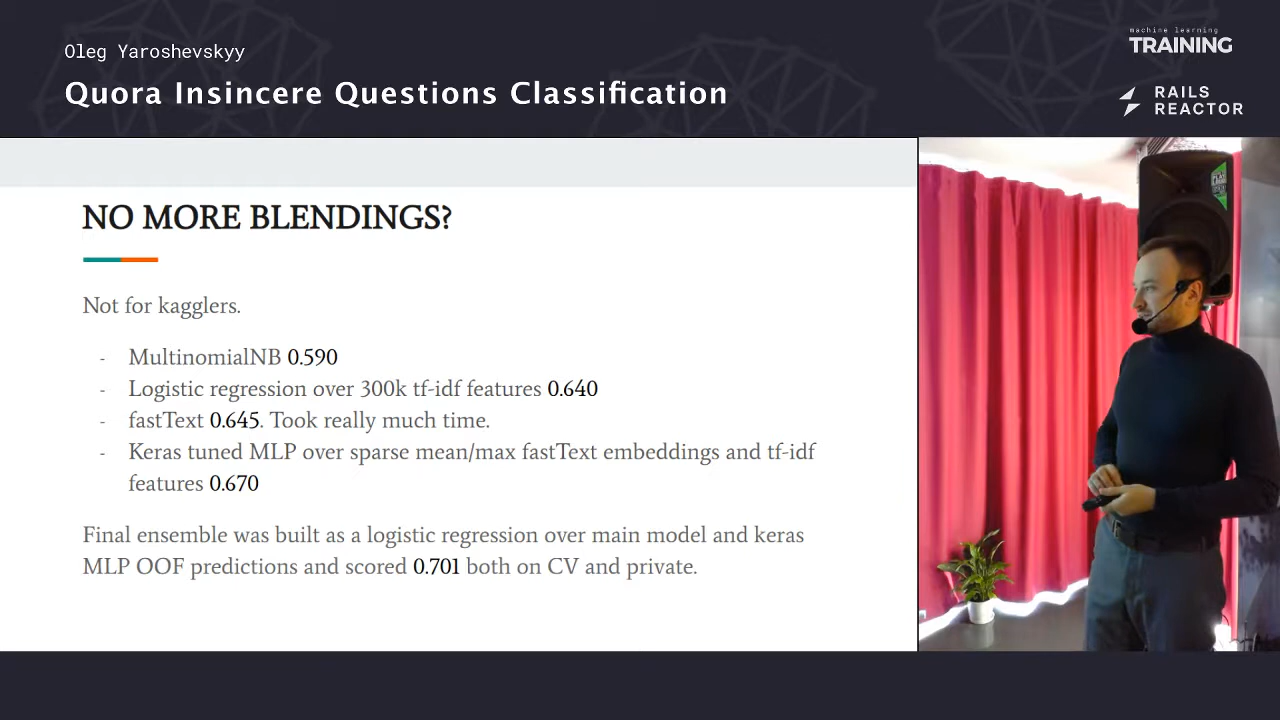 Oleg Yaroshevskyy
Quora Insincere Questions Classification
machine learning
TRAINING
RAILS
REACTOR
NO MORE BLENDINGS?
Not for kagglers.
- MultinomialNB 0.590
- Logistic regression over 300k tf-idf features 0.640
- fastText 0.645. Took really much time.
- Keras tuned MLP over sparse mean/max fastText embeddings and tf-idf
features 0.670
Final ensemble was built as a logistic regression over main model and keras
MLP OOF predictions and scored 0.701 both on CV and private.